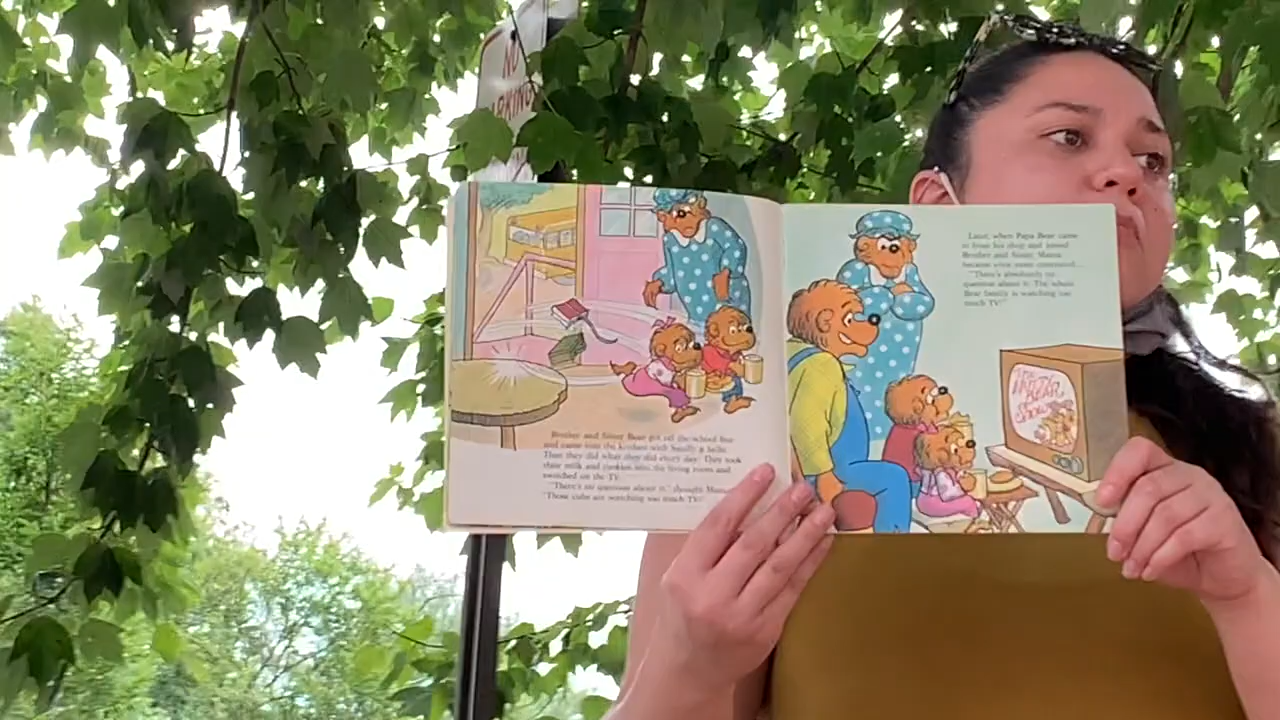 NO
PARKING
Brother and Sister Bear got off the school bus
and came into the kitchen with hardly a hello.
Then they did what they did every day. They took
their milk and cookies into the living room and
switched on the TV.
"There's no question about it," thought Mama.
"Those cubs are watching too much TV!"
Later, when Papa Bear came
in from his shop and joined
Brother and Sister, Mama
became even more concerned.
"There's absolutely no
question about it. The whole
Bear family is watching too
much TV!"
The
NUTTY
BEAR
Show